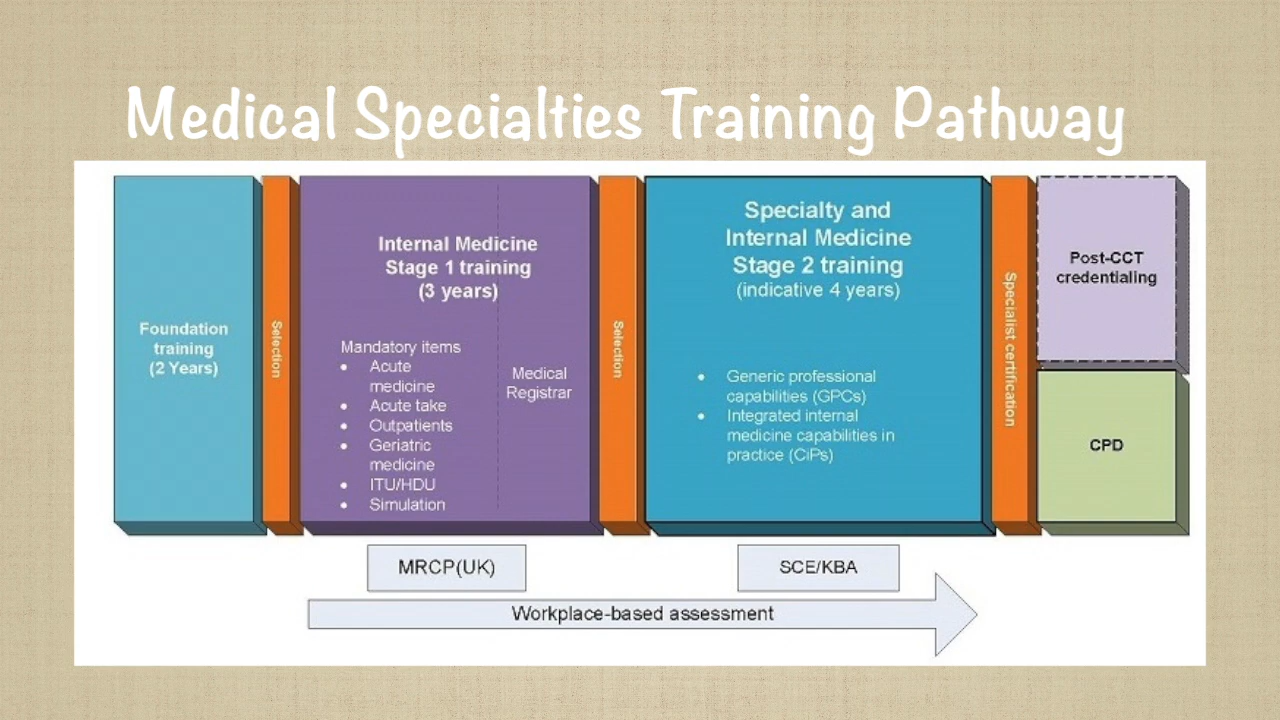 Medical Specialties Training Pathway
Foundation
training
(2 Years)
Selection
Internal Medicine
Stage 1 training
(3 years)
Mandatory items
• Acute
medicine
• Acute take
• Outpatients
• Geriatric
medicine
• ITU/HDU
• Simulation
Medical
Registrar
Selection
Specialty and
Internal Medicine
Stage 2 training
(indicative 4 years)
• Generic professional
capabilities (GPCs)
• Integrated internal
medicine capabilities in
practice (CiPs)
Specialist certification
Post-CCT
credentialing
CPD
MRCP(UK)
SCE/KBA
Workplace-based assessment